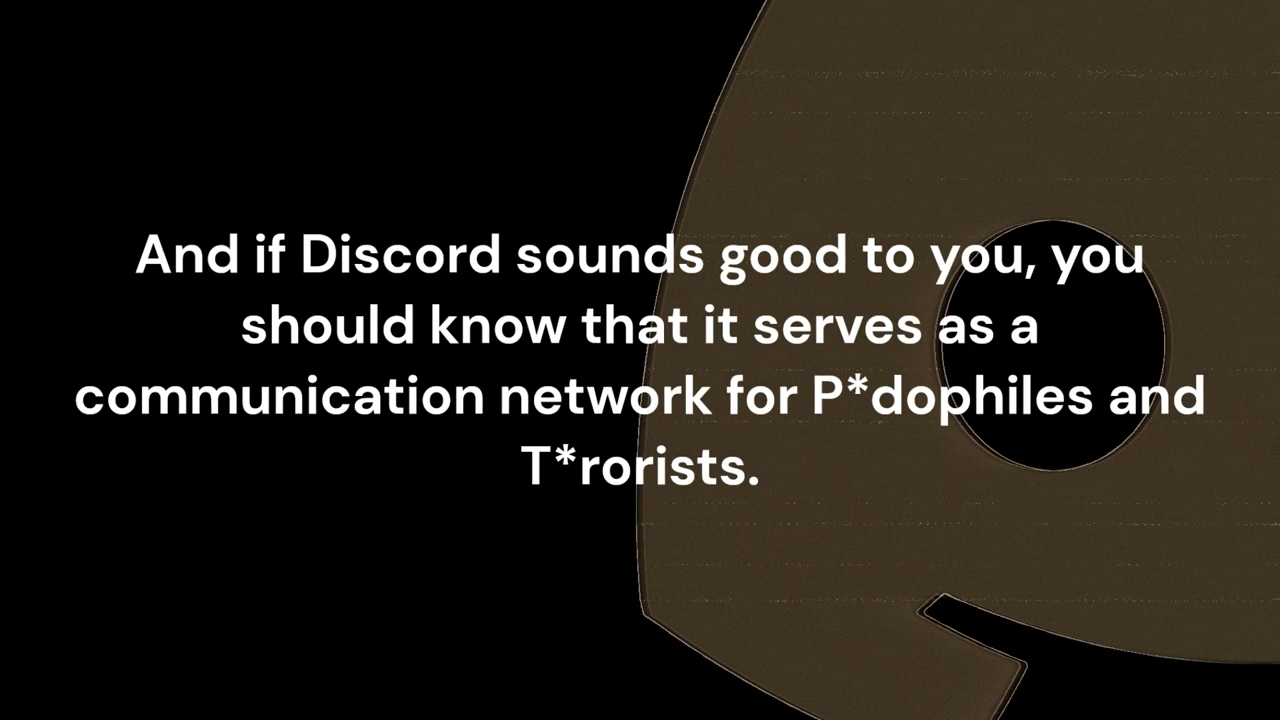 And if Discord sounds good to you, you
should know that it serves as a
communication network for P*dophiles and
T*rorists.